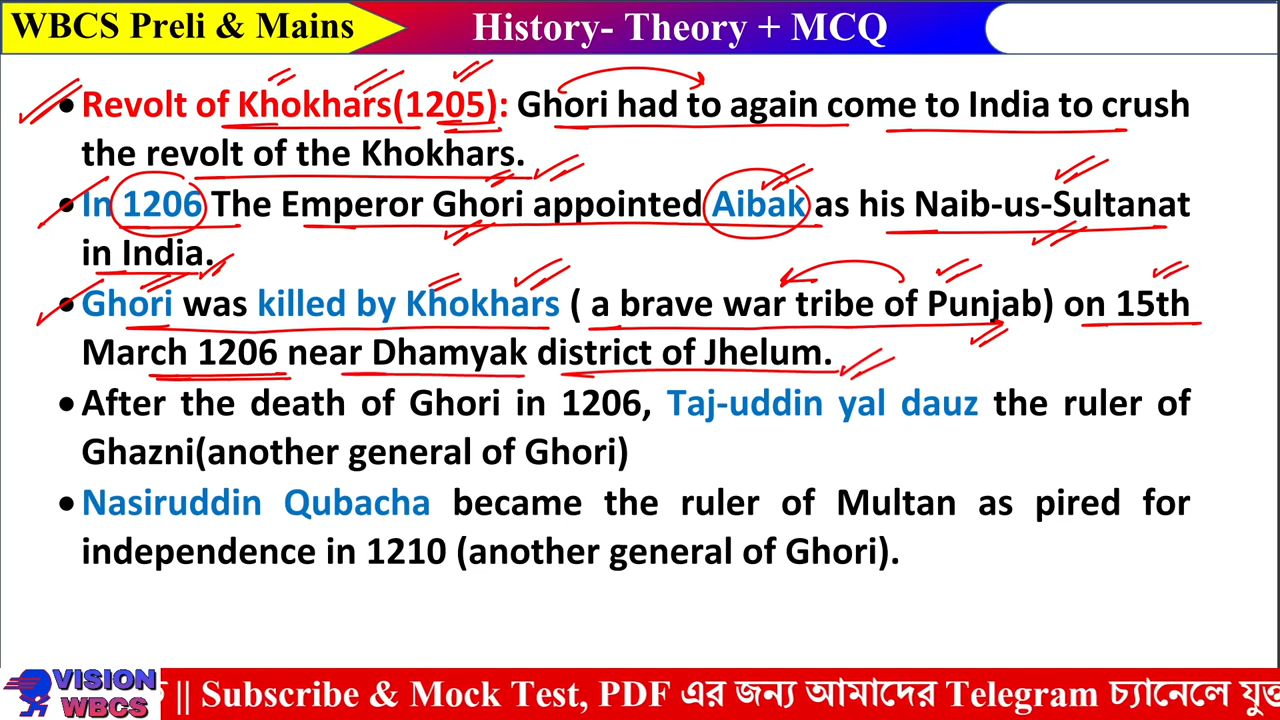 WBCS Preli & Mains
History- Theory + MCQ
• Revolt of Khokhars(1205): Ghori had to again come to India to crush
the revolt of the Khokhars.
• In 1206 The Emperor Ghori appointed Aibak as his Naib-us-Sultanat
in India.
• Ghori was killed by Khokhars ( a brave war tribe of Punjab) on 15th
March 1206 near Dhamyak district of Jhelum.
• After the death of Ghori in 1206, Taj-uddin yal dauz the ruler of
Ghazni(another general of Ghori)
• Nasiruddin Qubacha became the ruler of Multan as pired for
independence in 1210 (another general of Ghori).
VISION
WBCS
|| Subscribe & Mock Test, PDF এর জন্য আমাদের Telegram চ্যানেলে